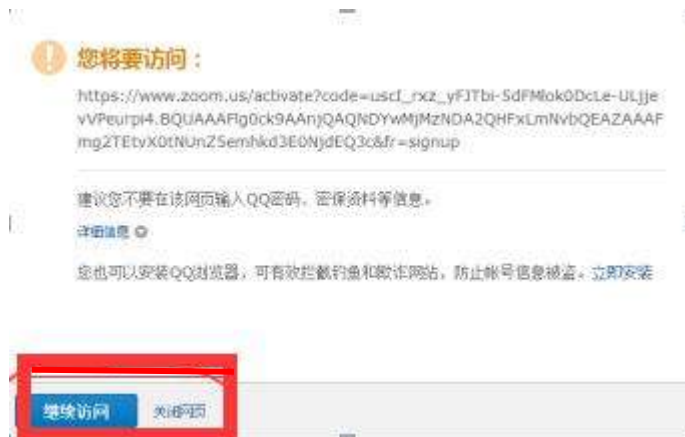 您将要访问：
https://www.zoom.us/activate?code=uscI_rxz_yFJTbi-SdFMlok0DcLe-ULjje
vVPeurpi4.BQUAAAFlg0ck9AAnjQAQNDYwMjMzNDA2QHFxLmNvbQEAZAAAF
mg2TEtvX0tNUnZSemhkd3E0NjdEQ3c&fr=signup
建议您不要在该网页输入QQ密码、密保资料等信息。
详细信息
您也可以安装QQ浏览器，可有效拦截钓鱼和欺诈网站，防止帐号信息被盗。立即安装
继续访问 关闭网页